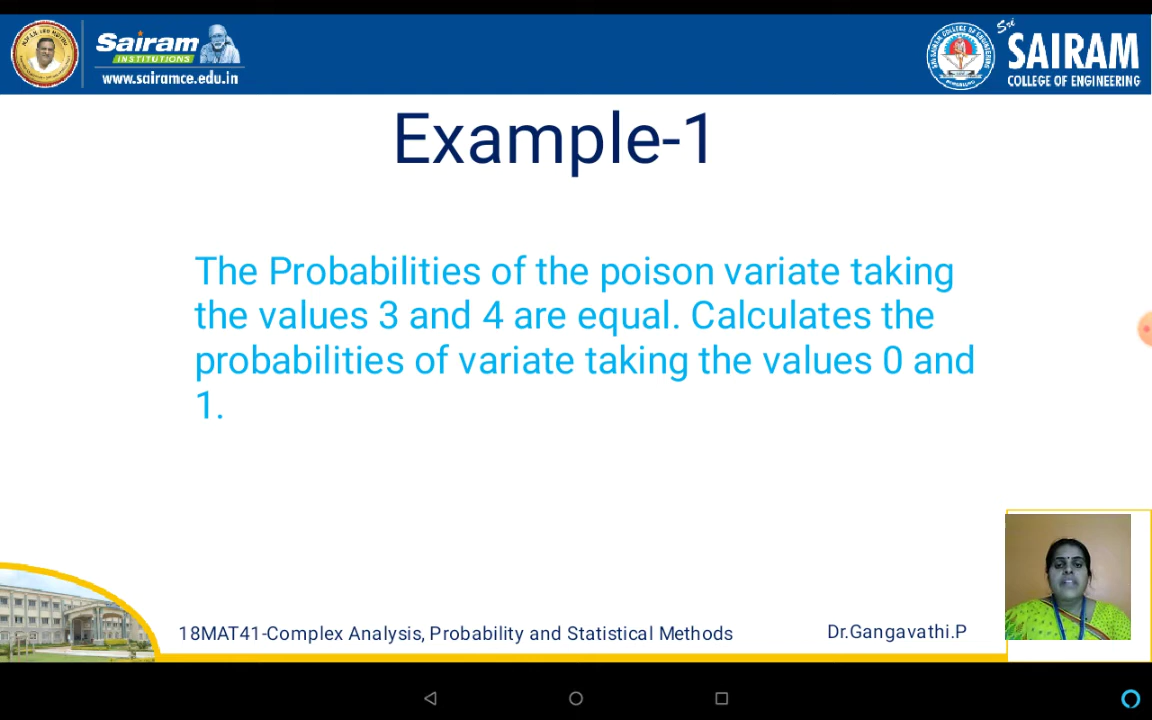 Sairam
INSTITUTIONS
www.sairamce.edu.in
Sri
SAIRAM
COLLEGE OF ENGINEERING
Example-1
The Probabilities of the poison variate taking
the values 3 and 4 are equal. Calculates the
probabilities of variate taking the values 0 and
1.
18MAT41-Complex Analysis, Probability and Statistical Methods
Dr.Gangavathi.P